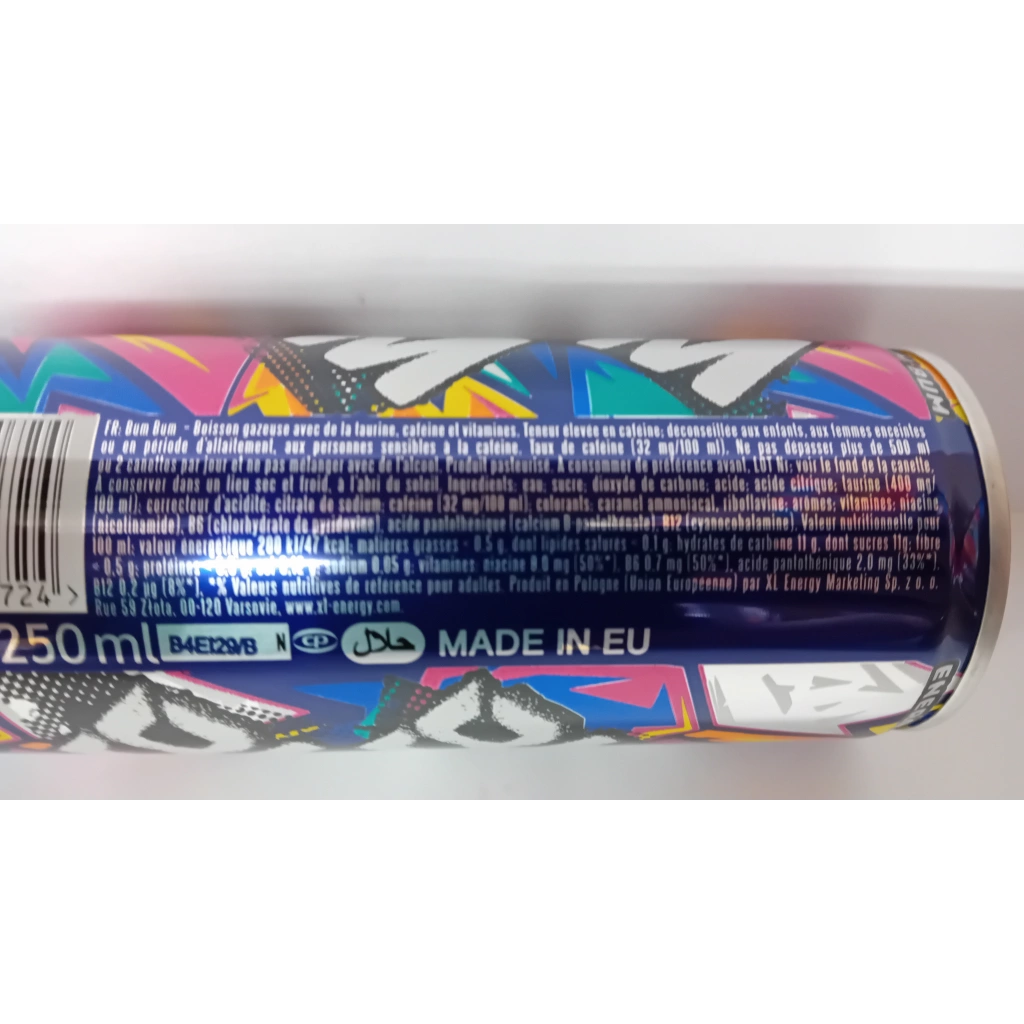 FR: Bum Bum - Boisson gazeuse avec de la taurine, caféine et vitamines. Teneur élevée en caféine; déconseillée aux enfants, aux femmes enceintes
ou en période d'allaitement, aux personnes sensibles à la caféine. Taux de caféine (32 mg/100 ml). Ne pas dépasser plus de 500 ml
ou 2 canettes par jour et ne pas mélanger avec de l'alcool. Produit pasteurisé. À consommer de préférence avant, LOT N: voir le fond de la canette.
À conserver dans un lieu sec et froid, à l'abri du soleil. Ingrédients: eau, sucre; dioxyde de carbone; acide: acide citrique; taurine (400 mg/
100 ml); correcteur d'acidité: citrate de sodium; caféine (32 mg/100 ml), colorants, caramel ammoniacal, riboflavine; arômes, vitamines: niacine
(nicotinamide), B6 (chlorhydrate de acide pantothénique (calcium D B12 (cyanocobalamine). Valeur nutritionnelle pour
100 ml: valeur énergétique 200 kJ/47 kcal; matières grasses - 0.5 g, dont lipides saturés - 0.1 g, hydrates de carbone 11 g, dont sucres 11g; fibre
- 0.5 g; protéines 0.05 g; vitamines: niacine 8.0 mg (50%*), B6 0.7 mg (50%*), acide pantothénique 2.0 mg (33%*),
B12 0.2 µg (8%*). *% Valeurs nutritives de référence pour adultes. Produit en Pologne (Union Européenne) par XL Energy Marketing Sp. z o. o.
Rue 59 Złota, 00-120 Varsovie, www.xl-energy.com.
724 >
250 ml B4E129/B N CP حلال MADE IN EU
BUM
ENER